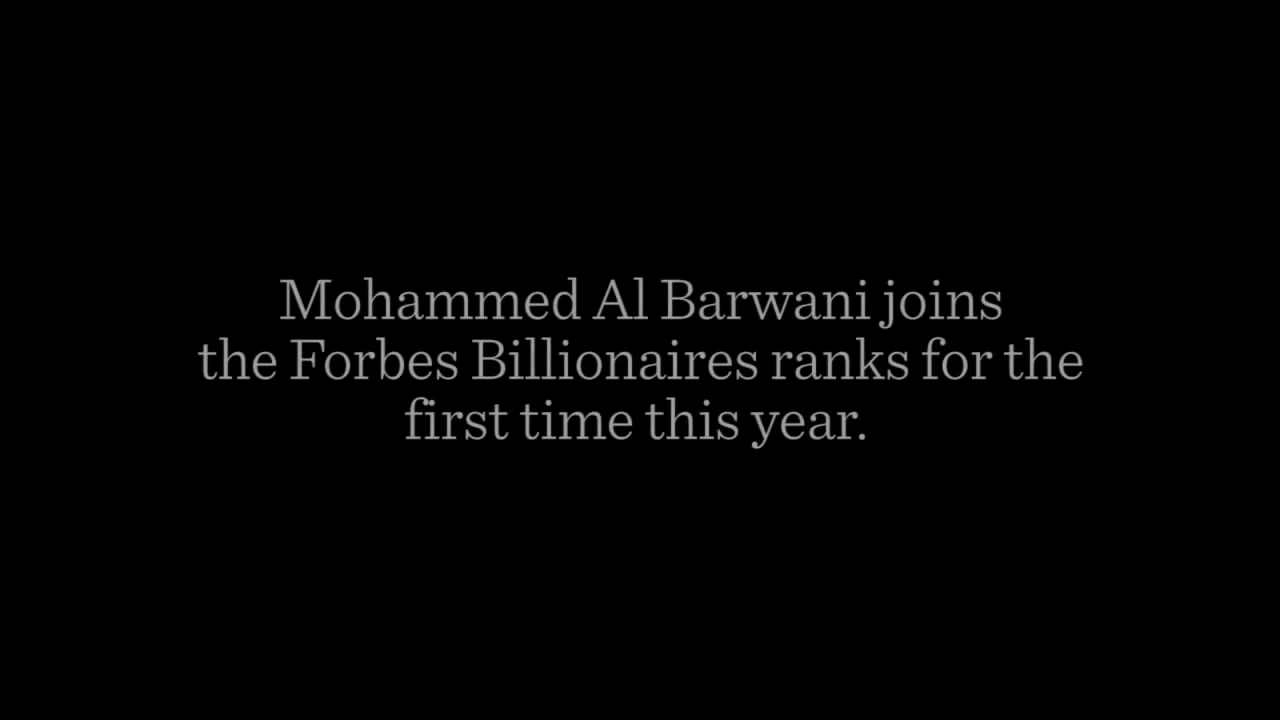 Mohammed Al Barwani joins
the Forbes Billionaires ranks for the
first time this year.